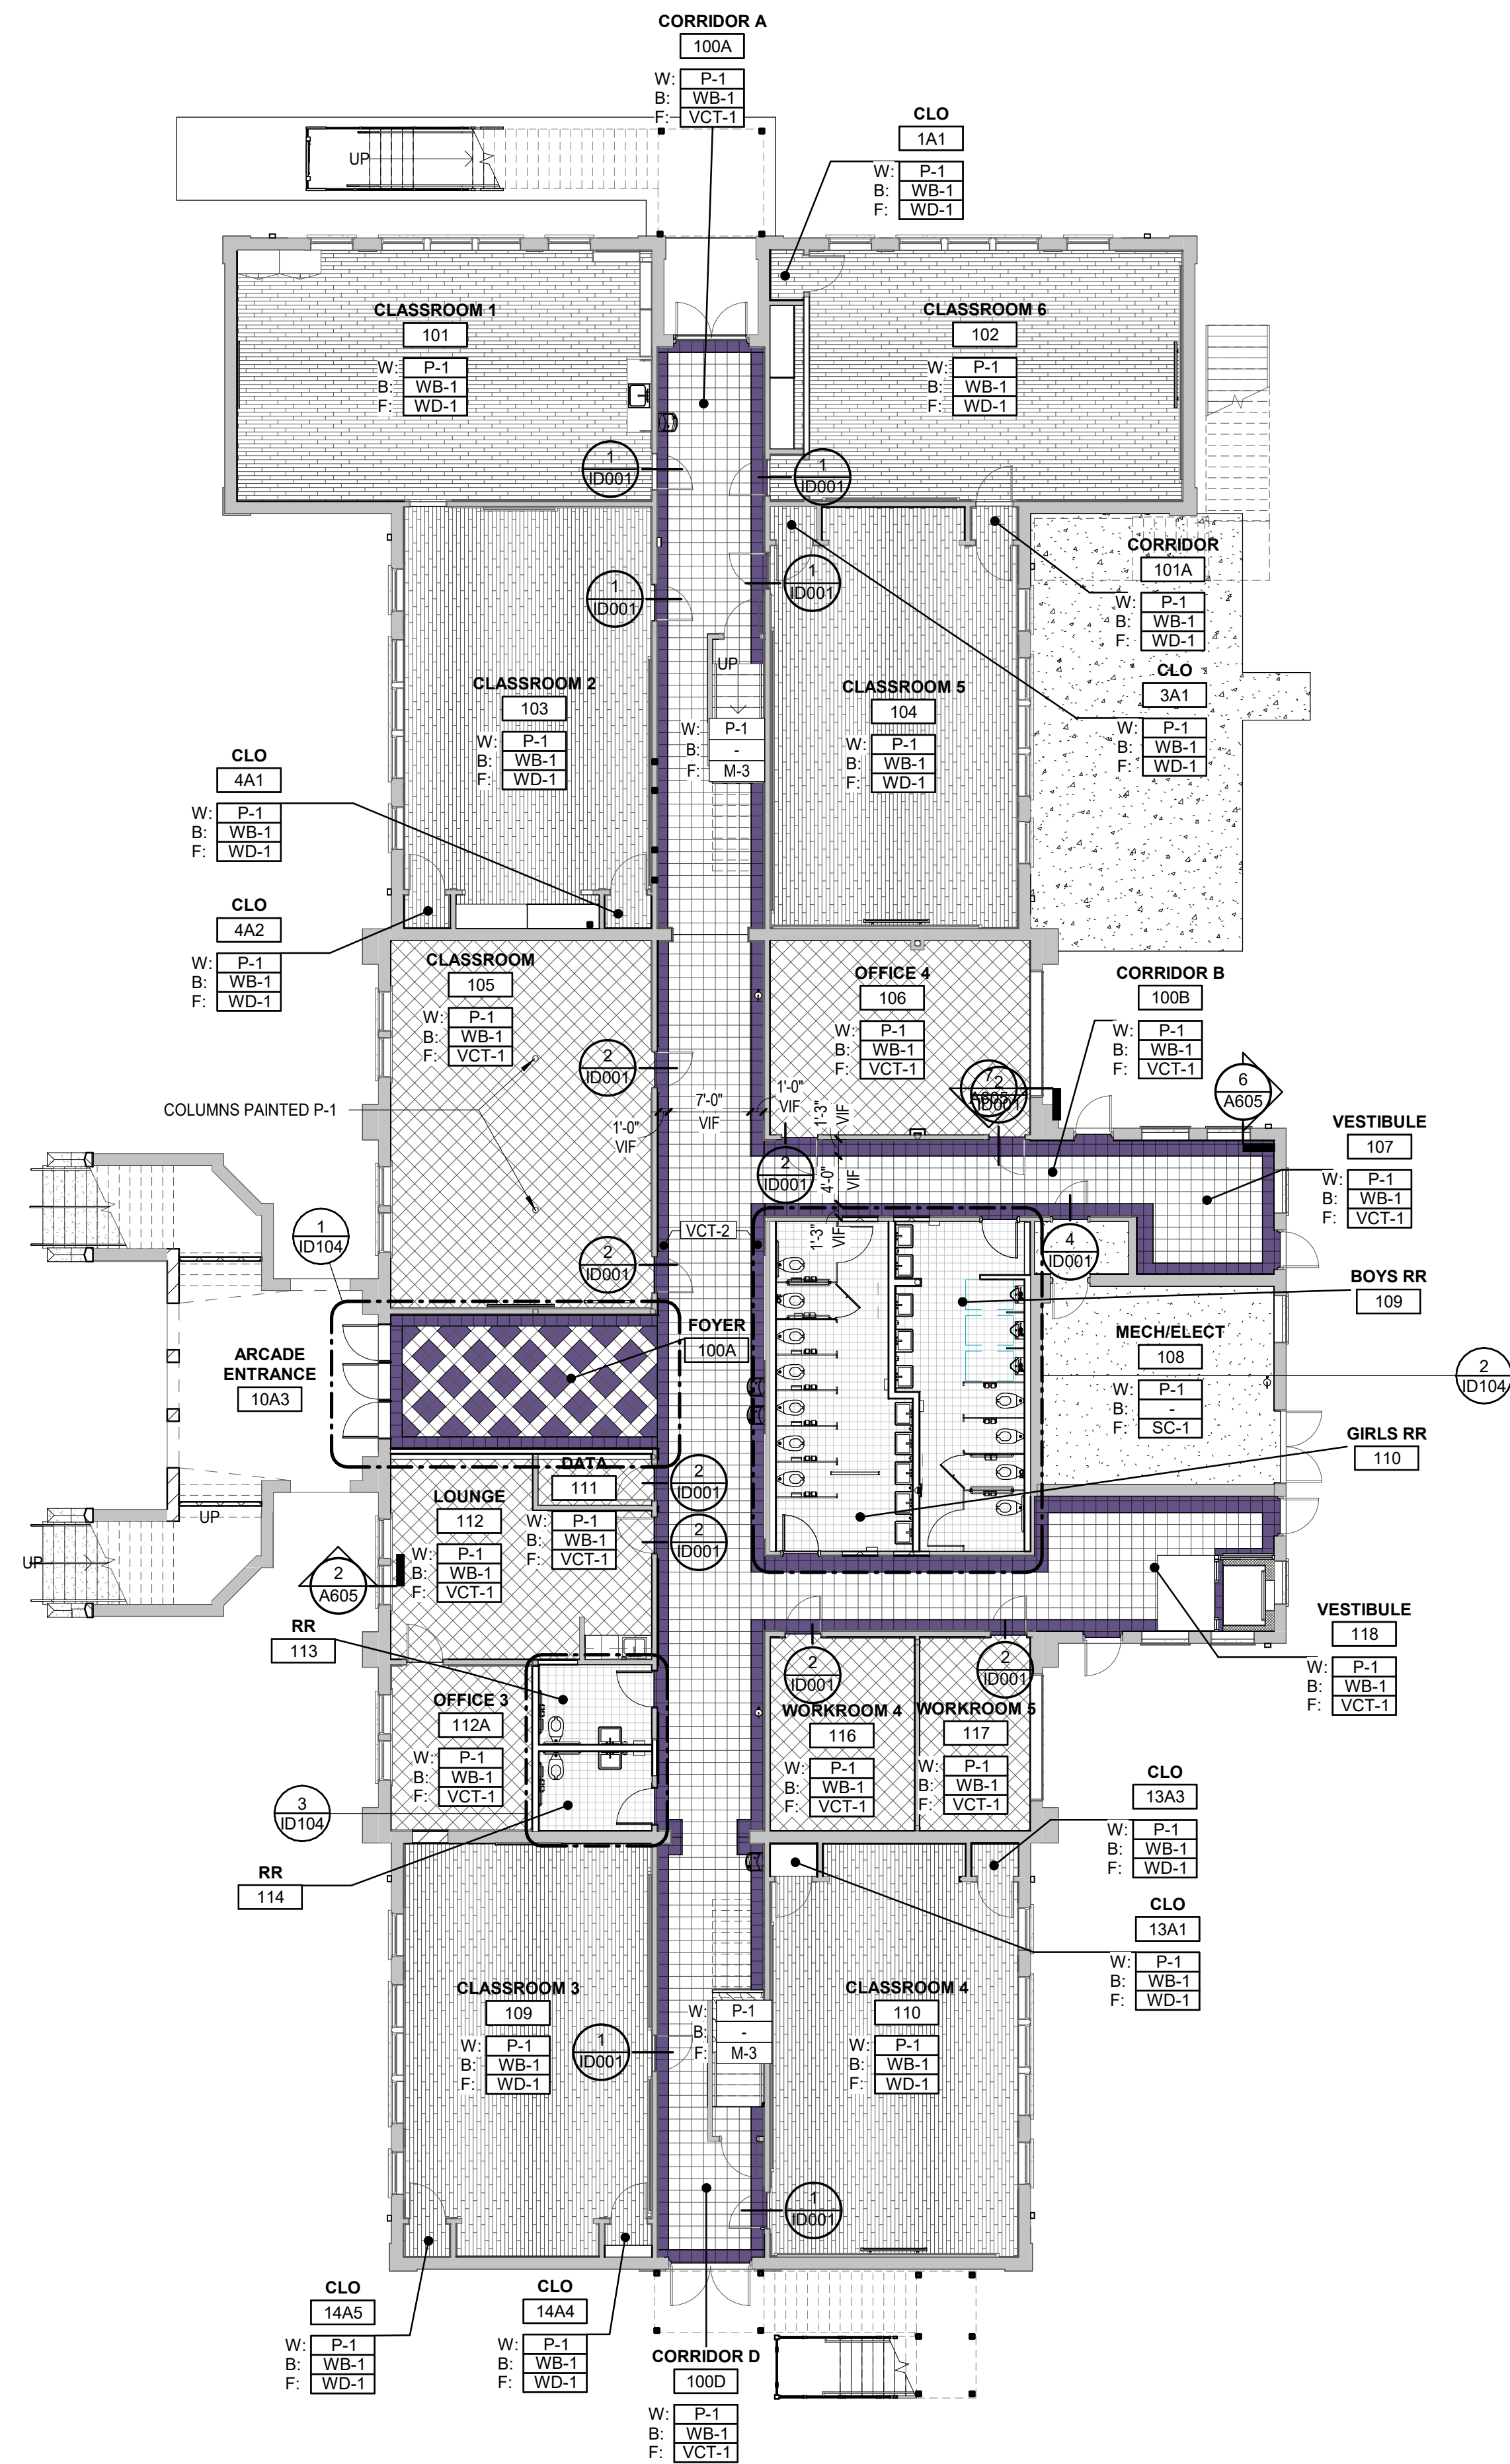 CORRIDOR A
100A
W: P-1
B: WB-1
F: VCT-1
CLO
1A1
W: P-1
B: WB-1
F: WD-1
UP
CLASSROOM 1
101
W: P-1
B: WB-1
F: WD-1
CLASSROOM 6
102
W: P-1
B: WB-1
F: WD-1
1
ID001
1
ID001
1
ID001
1
ID001
CORRIDOR
101A
W: P-1
B: WB-1
F: WD-1
CLO
3A1
W: P-1
B: WB-1
F: WD-1
UP
CLASSROOM 2
103
W: P-1
B: WB-1
F: WD-1
W: P-1
B: -
F: M-3
CLASSROOM 5
104
W: P-1
B: WB-1
F: WD-1
CLO
4A1
W: P-1
B: WB-1
F: WD-1
CLO
4A2
W: P-1
B: WB-1
F: WD-1
CLASSROOM
105
W: P-1
B: WB-1
F: VCT-1
OFFICE 4
106
W: P-1
B: WB-1
F: VCT-1
CORRIDOR B
100B
W: P-1
B: WB-1
F: VCT-1
2
ID001
7
A605
2
ID001
6
A605
COLUMNS PAINTED P-1
1'-0"
VIF
7'-0"
VIF
1'-0"
VIF
1'-3"
VIF
4'-0"
VIF
1'-3"
VIF
2
ID001
VESTIBULE
107
W: P-1
B: WB-1
F: VCT-1
1
ID104
2
ID001
VCT-2
4
ID001
BOYS RR
109
FOYER
100A
ARCADE
ENTRANCE
10A3
MECH/ELECT
108
W: P-1
B: -
F: SC-1
2
ID104
GIRLS RR
110
DATA
111
W: P-1
B: WB-1
F: VCT-1
2
ID001
2
ID001
LOUNGE
112
W: P-1
B: WB-1
F: VCT-1
UP
UP
2
A605
RR
113
VESTIBULE
118
W: P-1
B: WB-1
F: VCT-1
OFFICE 3
112A
W: P-1
B: WB-1
F: VCT-1
2
ID001
2
ID001
WORKROOM 4
116
W: P-1
B: WB-1
F: VCT-1
WORKROOM 5
117
W: P-1
B: WB-1
F: VCT-1
3
ID104
RR
114
CLO
13A3
W: P-1
B: WB-1
F: WD-1
CLO
13A1
W: P-1
B: WB-1
F: WD-1
CLASSROOM 3
109
W: P-1
B: WB-1
F: WD-1
1
ID001
W: P-1
B: -
F: M-3
CLASSROOM 4
110
W: P-1
B: WB-1
F: WD-1
1
ID001
CLO
14A5
W: P-1
B: WB-1
F: WD-1
CLO
14A4
W: P-1
B: WB-1
F: WD-1
CORRIDOR D
100D
W: P-1
B: WB-1
F: VCT-1